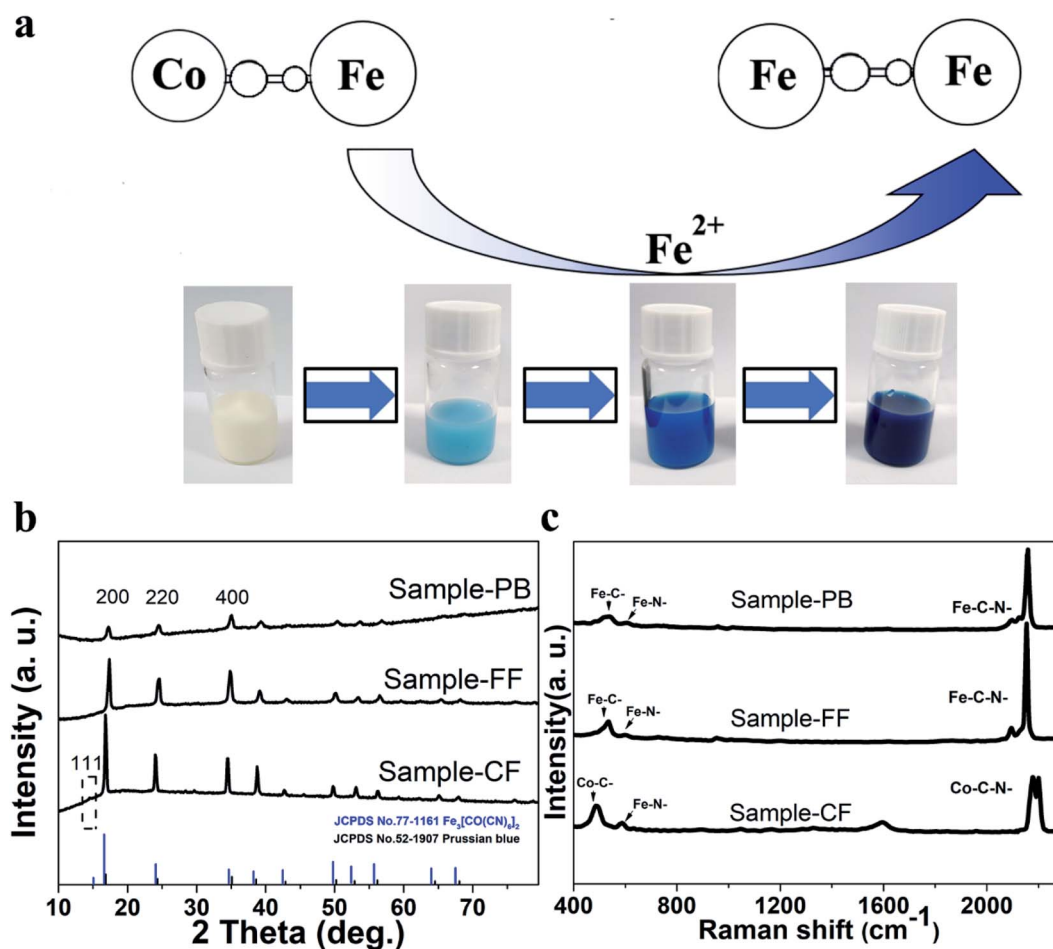 a
Co Fe Fe Fe
Fe2+
b
Intensity (a. u.)
200 220 400
Sample-PB
Sample-FF
111
Sample-CF
JCPDS No.77-1161 Fe3[CO(CN)6]2
JCPDS No.52-1907 Prussian blue
10 20 30 40 50 60 70
2 Theta (deg.)
c
Intensity(a. u.)
Fe-C- Fe-N- Sample-PB Fe-C-N-
Fe-C- Fe-N- Sample-FF Fe-C-N-
Co-C- Fe-N- Sample-CF Co-C-N-
400 800 1200 1600 2000
Raman shift (cm-1)